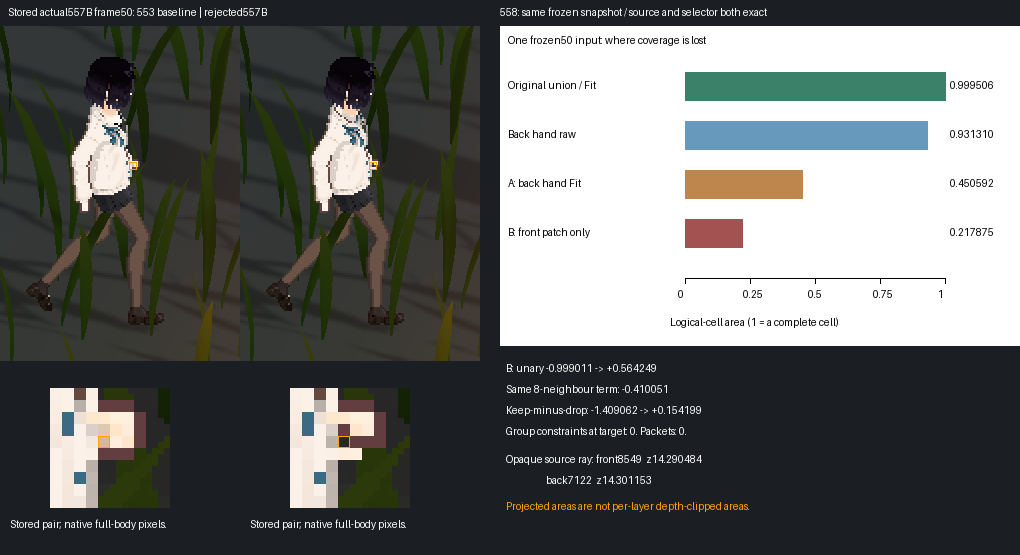 Stored actual557B frame50: 553 baseline | rejected557B
558: same frozen snapshot/source and selector both exact
One frozen50 input: where coverage is lost
Original union / Fit
0.999506
Back hand raw
0.931310
A: back hand Fit
0.450592
B: front patch only
0.217875
0 0.25 0.5 0.75 1
Logical-cell area (1 = a complete cell)
B: unary -0.999011 -> +0.564249
Same 8-neighbour term: -0.410051
Keep-minus-drop: -1.409062 -> +0.154199
Group constraints at target: 0. Packets: 0.
Opaque source ray: front8549 z14.290484
back7122 z14.301153
Projected areas are not per-layer depth-clipped areas.
Stored pair; native full-body pixels.
Stored pair; native full-body pixels.